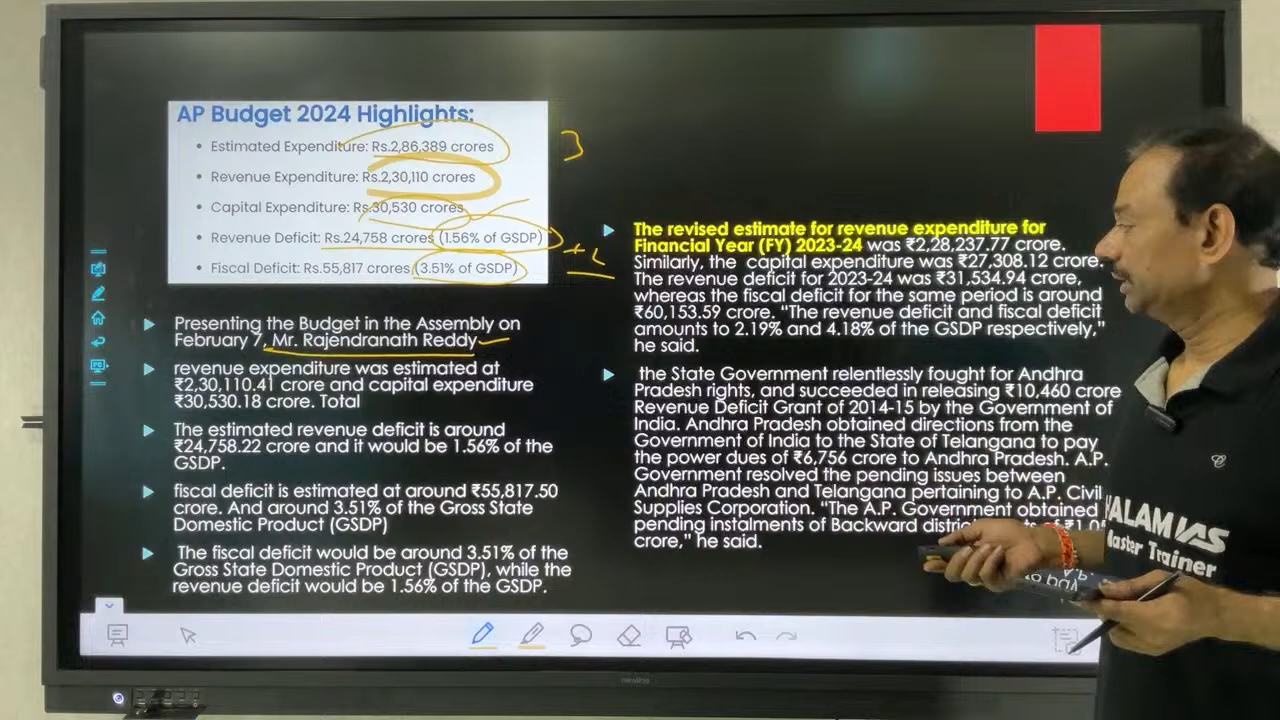 AP Budget 2024 Highlights:
• Estimated Expenditure: Rs.2,86,389 crores
• Revenue Expenditure: Rs.2,30,110 crores
• Capital Expenditure: Rs.30,530 crores
• Revenue Deficit: Rs.24,758 crores (1.56% of GSDP)
• Fiscal Deficit: Rs.55,817 crores (3.51% of GSDP)
3
Presenting the Budget in the Assembly on
February 7, Mr. Rajendranath Reddy
revenue expenditure was estimated at
₹2,30,110.41 crore and capital expenditure
₹30,530.18 crore. Total
The estimated revenue deficit is around
₹24,758.22 crore and it would be 1.56% of the
GSDP.
fiscal deficit is estimated at around ₹55,817.50
crore. And around 3.51% of the Gross State
Domestic Product (GSDP)
The fiscal deficit would be around 3.51% of the
Gross State Domestic Product (GSDP), while the
revenue deficit would be 1.56% of the GSDP.
The revised estimate for revenue expenditure for
Financial Year (FY) 2023-24 was ₹2,28,237.77 crore.
Similarly, the capital expenditure was ₹27,308.12 crore.
The revenue deficit for 2023-24 was ₹31,534.94 crore,
whereas the fiscal deficit for the same period is around
₹60,153.59 crore. "The revenue deficit and fiscal deficit
amounts to 2.19% and 4.18% of the GSDP respectively,"
he said.
the State Government relentlessly fought for Andhra
Pradesh rights, and succeeded in releasing ₹10,460 crore
Revenue Deficit Grant of 2014-15 by the Government of
India. Andhra Pradesh obtained directions from the
Government of India to the State of Telangana to pay
the power dues of ₹6,756 crore to Andhra Pradesh. A.P.
Government resolved the pending issues between
Andhra Pradesh and Telangana pertaining to A.P. Civil
Supplies Corporation. "The A.P. Government obtained
pending instalments of Backward
crore," he said.
KALAM IAS
Master Trainer